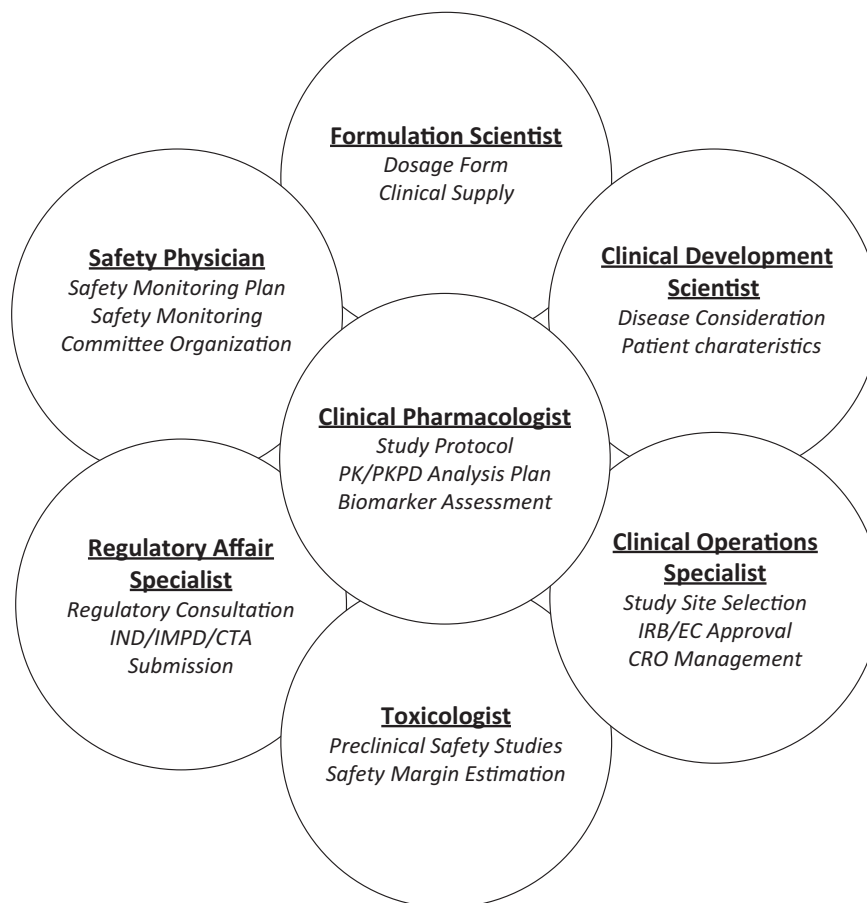 Formulation Scientist
Dosage Form
Clinical Supply
Safety Physician
Safety Monitoring Plan
Safety Monitoring
Committee Organization
Clinical Development
Scientist
Disease Consideration
Patient charateristics
Clinical Pharmacologist
Study Protocol
PK/PKPD Analysis Plan
Biomarker Assessment
Regulatory Affair
Specialist
Regulatory Consultation
IND/IMPD/CTA
Submission
Clinical Operations
Specialist
Study Site Selection
IRB/EC Approval
CRO Management
Toxicologist
Preclinical Safety Studies
Safety Margin Estimation